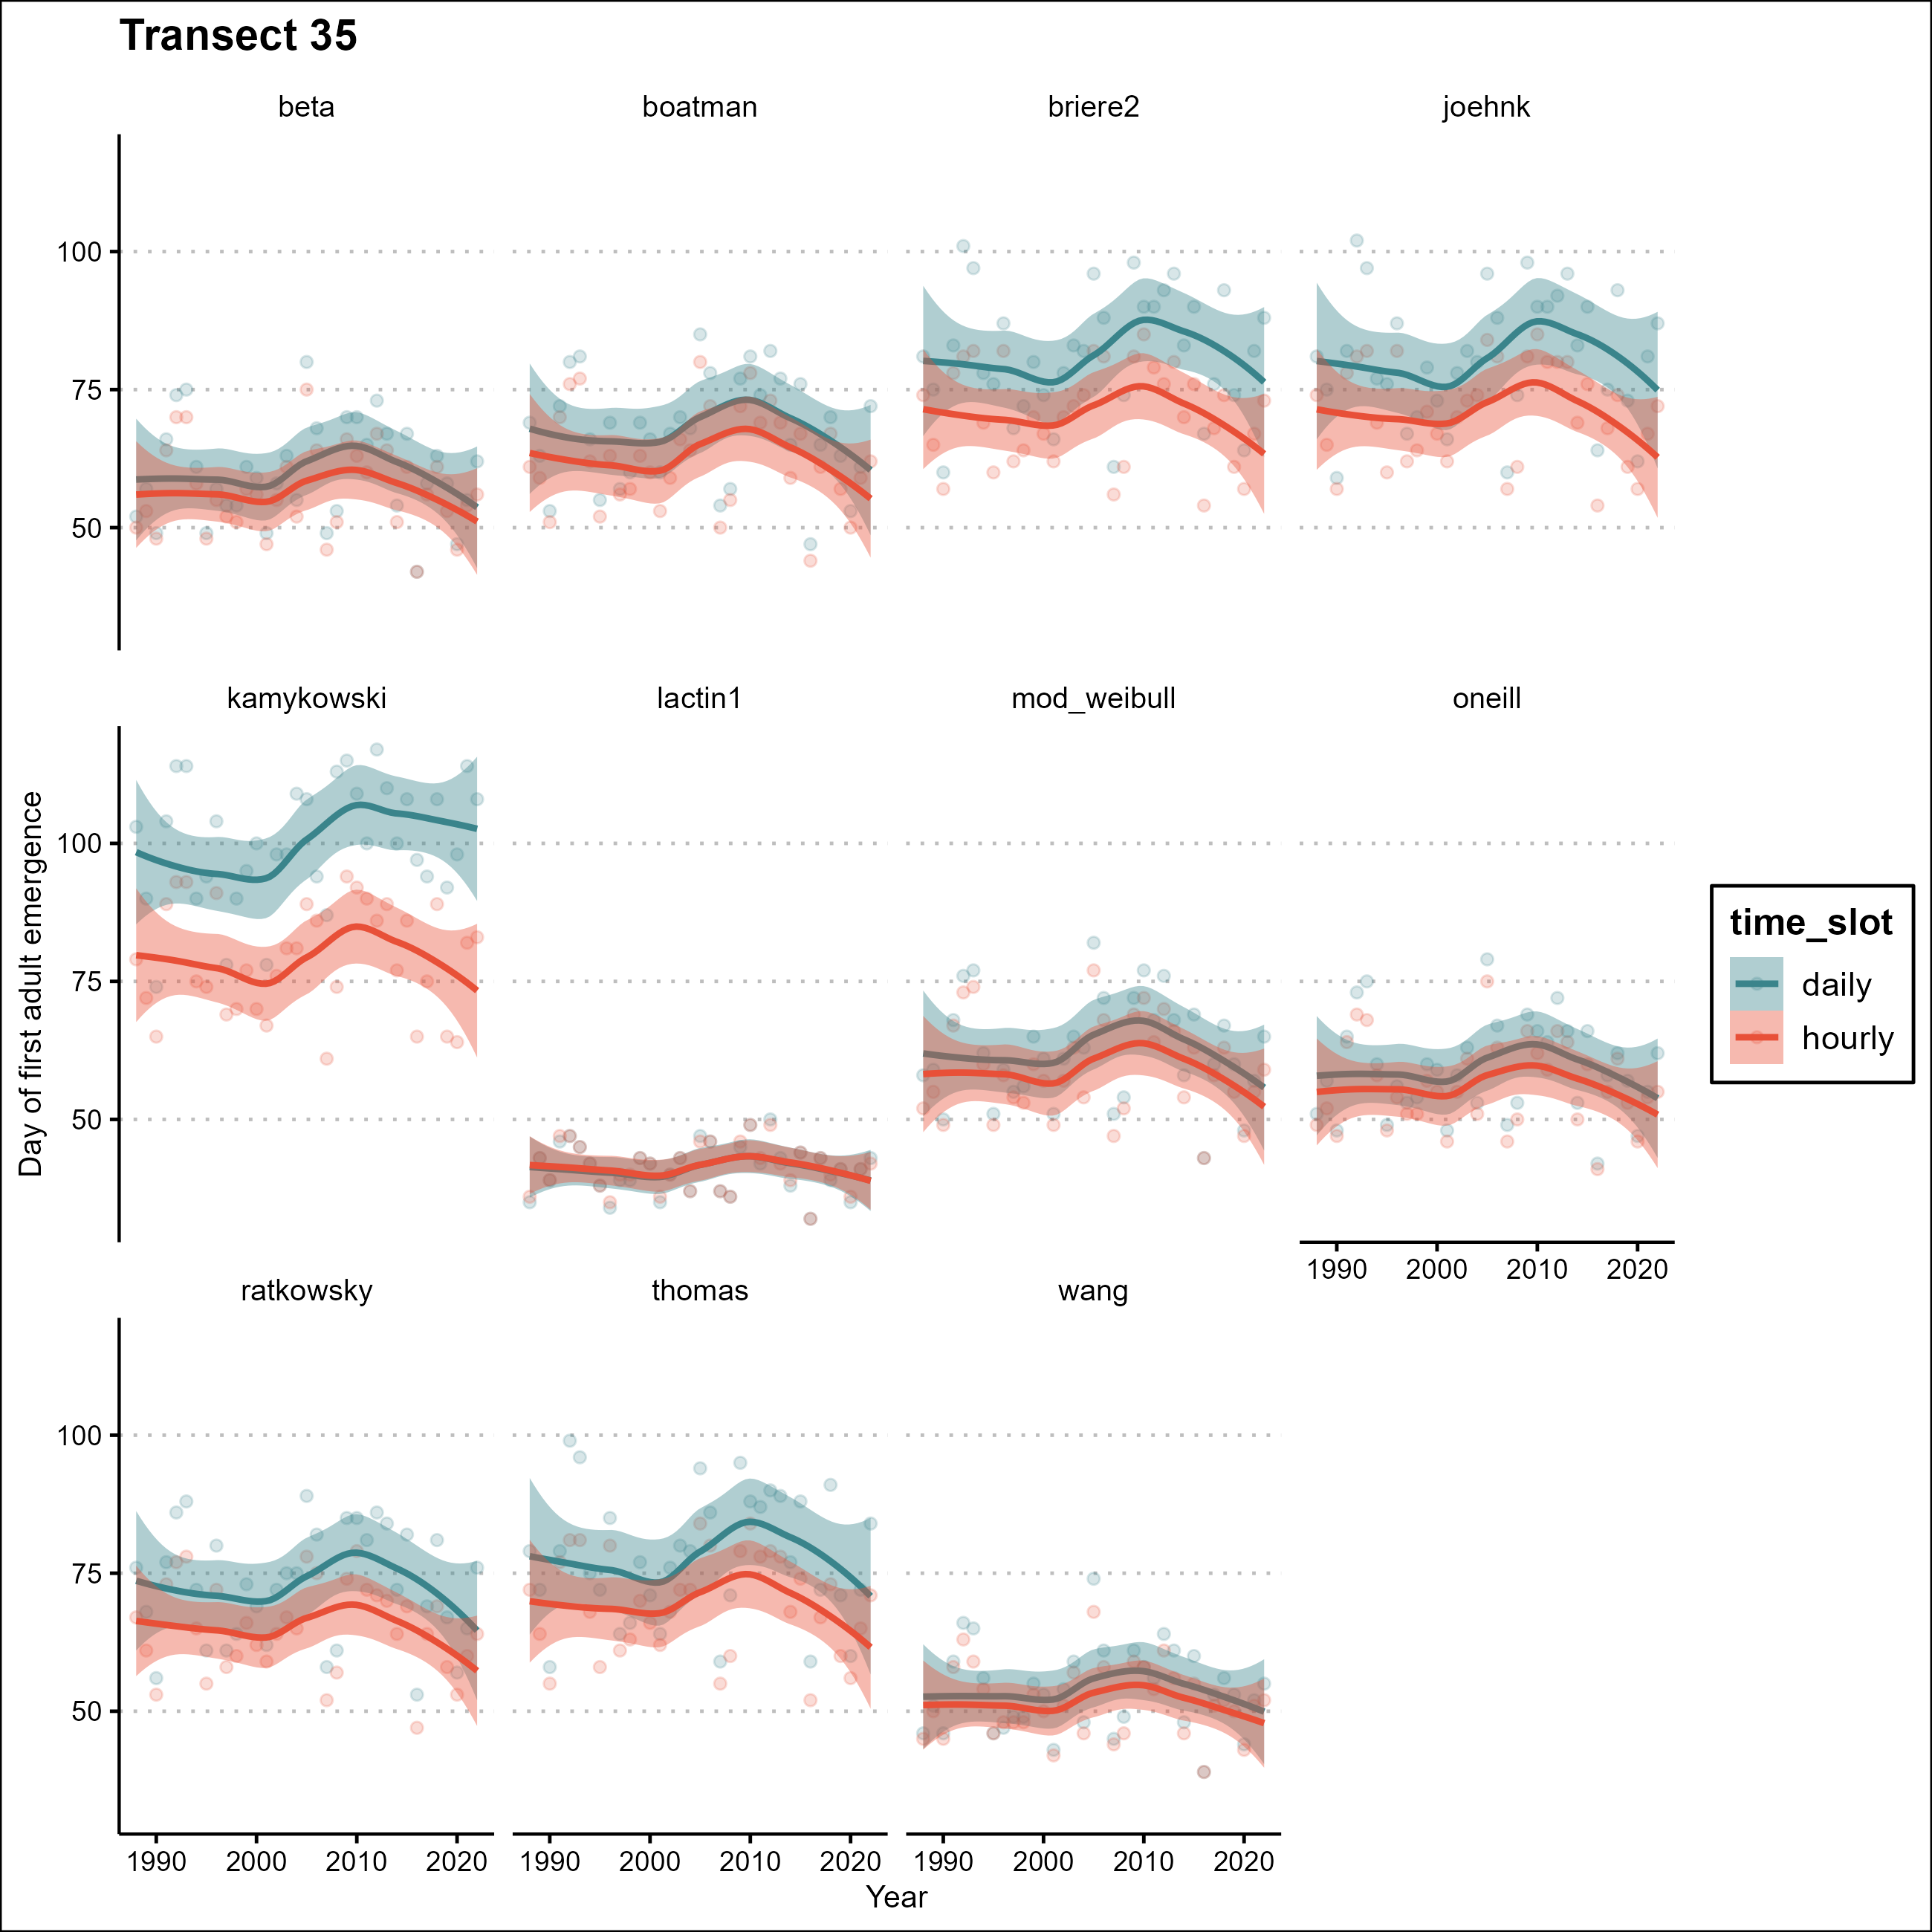 Transect 35
beta boatman briere2 joehnk
100
75
50
kamykowski lactin1 mod_weibull oneill
100
75
50
Day of first adult emergence
time_slot
daily
hourly
1990 2000 2010 2020
ratkowsky thomas wang
100
75
50
1990 2000 2010 2020 1990 2000 2010 2020 1990 2000 2010 2020
Year